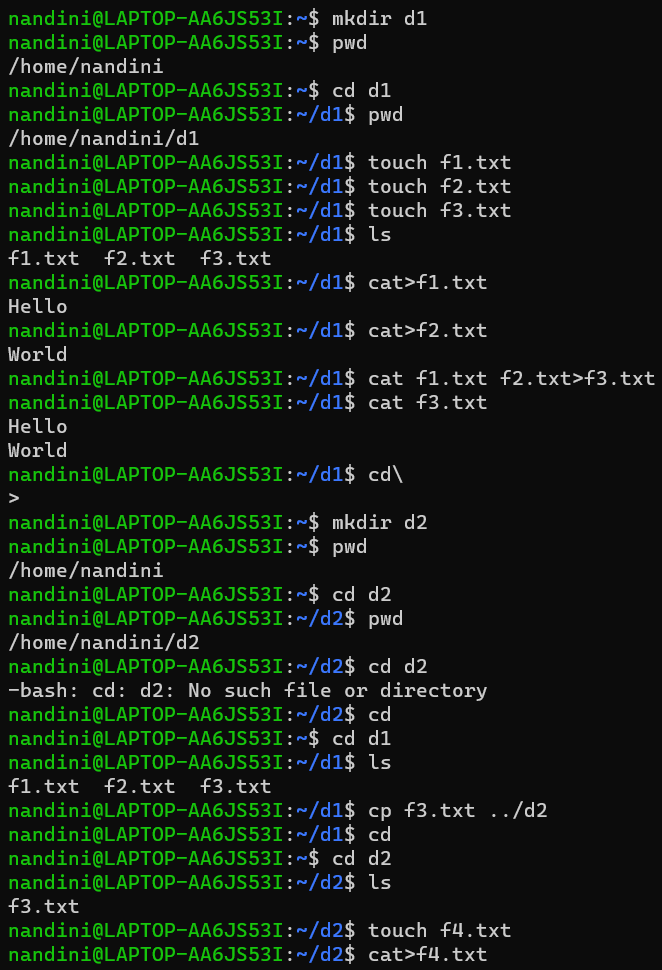 nandini@LAPTOP-AA6JS53I:~$ mkdir d1
nandini@LAPTOP-AA6JS53I:~$ pwd
/home/nandini
nandini@LAPTOP-AA6JS53I:~$ cd d1
nandini@LAPTOP-AA6JS53I:~/d1$ pwd
/home/nandini/d1
nandini@LAPTOP-AA6JS53I:~/d1$ touch f1.txt
nandini@LAPTOP-AA6JS53I:~/d1$ touch f2.txt
nandini@LAPTOP-AA6JS53I:~/d1$ touch f3.txt
nandini@LAPTOP-AA6JS53I:~/d1$ ls
f1.txt  f2.txt  f3.txt
nandini@LAPTOP-AA6JS53I:~/d1$ cat>f1.txt
Hello
nandini@LAPTOP-AA6JS53I:~/d1$ cat>f2.txt
World
nandini@LAPTOP-AA6JS53I:~/d1$ cat f1.txt f2.txt>f3.txt
nandini@LAPTOP-AA6JS53I:~/d1$ cat f3.txt
Hello
World
nandini@LAPTOP-AA6JS53I:~/d1$ cd\
>
nandini@LAPTOP-AA6JS53I:~$ mkdir d2
nandini@LAPTOP-AA6JS53I:~$ pwd
/home/nandini
nandini@LAPTOP-AA6JS53I:~$ cd d2
nandini@LAPTOP-AA6JS53I:~/d2$ pwd
/home/nandini/d2
nandini@LAPTOP-AA6JS53I:~/d2$ cd d2
-bash: cd: d2: No such file or directory
nandini@LAPTOP-AA6JS53I:~/d2$ cd
nandini@LAPTOP-AA6JS53I:~$ cd d1
nandini@LAPTOP-AA6JS53I:~/d1$ ls
f1.txt  f2.txt  f3.txt
nandini@LAPTOP-AA6JS53I:~/d1$ cp f3.txt ../d2
nandini@LAPTOP-AA6JS53I:~/d1$ cd
nandini@LAPTOP-AA6JS53I:~$ cd d2
nandini@LAPTOP-AA6JS53I:~/d2$ ls
f3.txt
nandini@LAPTOP-AA6JS53I:~/d2$ touch f4.txt
nandini@LAPTOP-AA6JS53I:~/d2$ cat>f4.txt